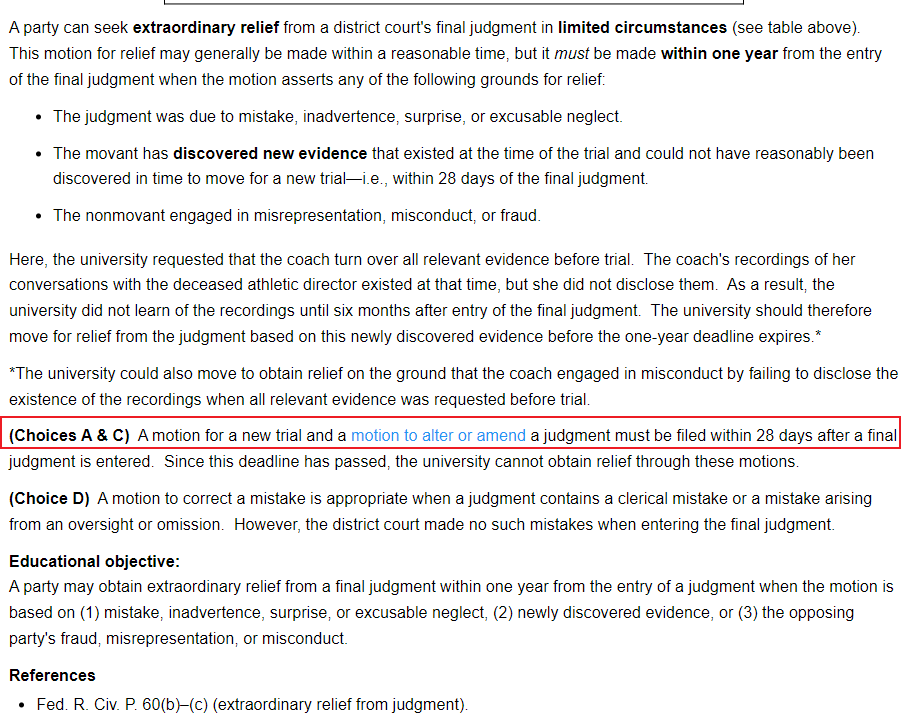 A party can seek extraordinary relief from a district court's final judgment in limited circumstances (see table above).
This motion for relief may generally be made within a reasonable time, but it must be made within one year from the entry
of the final judgment when the motion asserts any of the following grounds for relief:
• The judgment was due to mistake, inadvertence, surprise, or excusable neglect.
• The movant has discovered new evidence that existed at the time of the trial and could not have reasonably been
discovered in time to move for a new trial—i.e., within 28 days of the final judgment.
• The nonmovant engaged in misrepresentation, misconduct, or fraud.
Here, the university requested that the coach turn over all relevant evidence before trial.  The coach's recordings of her
conversations with the deceased athletic director existed at that time, but she did not disclose them.  As a result, the
university did not learn of the recordings until six months after entry of the final judgment.  The university should therefore
move for relief from the judgment based on this newly discovered evidence before the one-year deadline expires.*
*The university could also move to obtain relief on the ground that the coach engaged in misconduct by failing to disclose the
existence of the recordings when all relevant evidence was requested before trial.
(Choices A & C)  A motion for a new trial and a motion to alter or amend a judgment must be filed within 28 days after a final
judgment is entered.  Since this deadline has passed, the university cannot obtain relief through these motions.
(Choice D)  A motion to correct a mistake is appropriate when a judgment contains a clerical mistake or a mistake arising
from an oversight or omission.  However, the district court made no such mistakes when entering the final judgment.
Educational objective:
A party may obtain extraordinary relief from a final judgment within one year from the entry of a judgment when the motion is
based on (1) mistake, inadvertence, surprise, or excusable neglect, (2) newly discovered evidence, or (3) the opposing
party's fraud, misrepresentation, or misconduct.
References
• Fed. R. Civ. P. 60(b)–(c) (extraordinary relief from judgment).